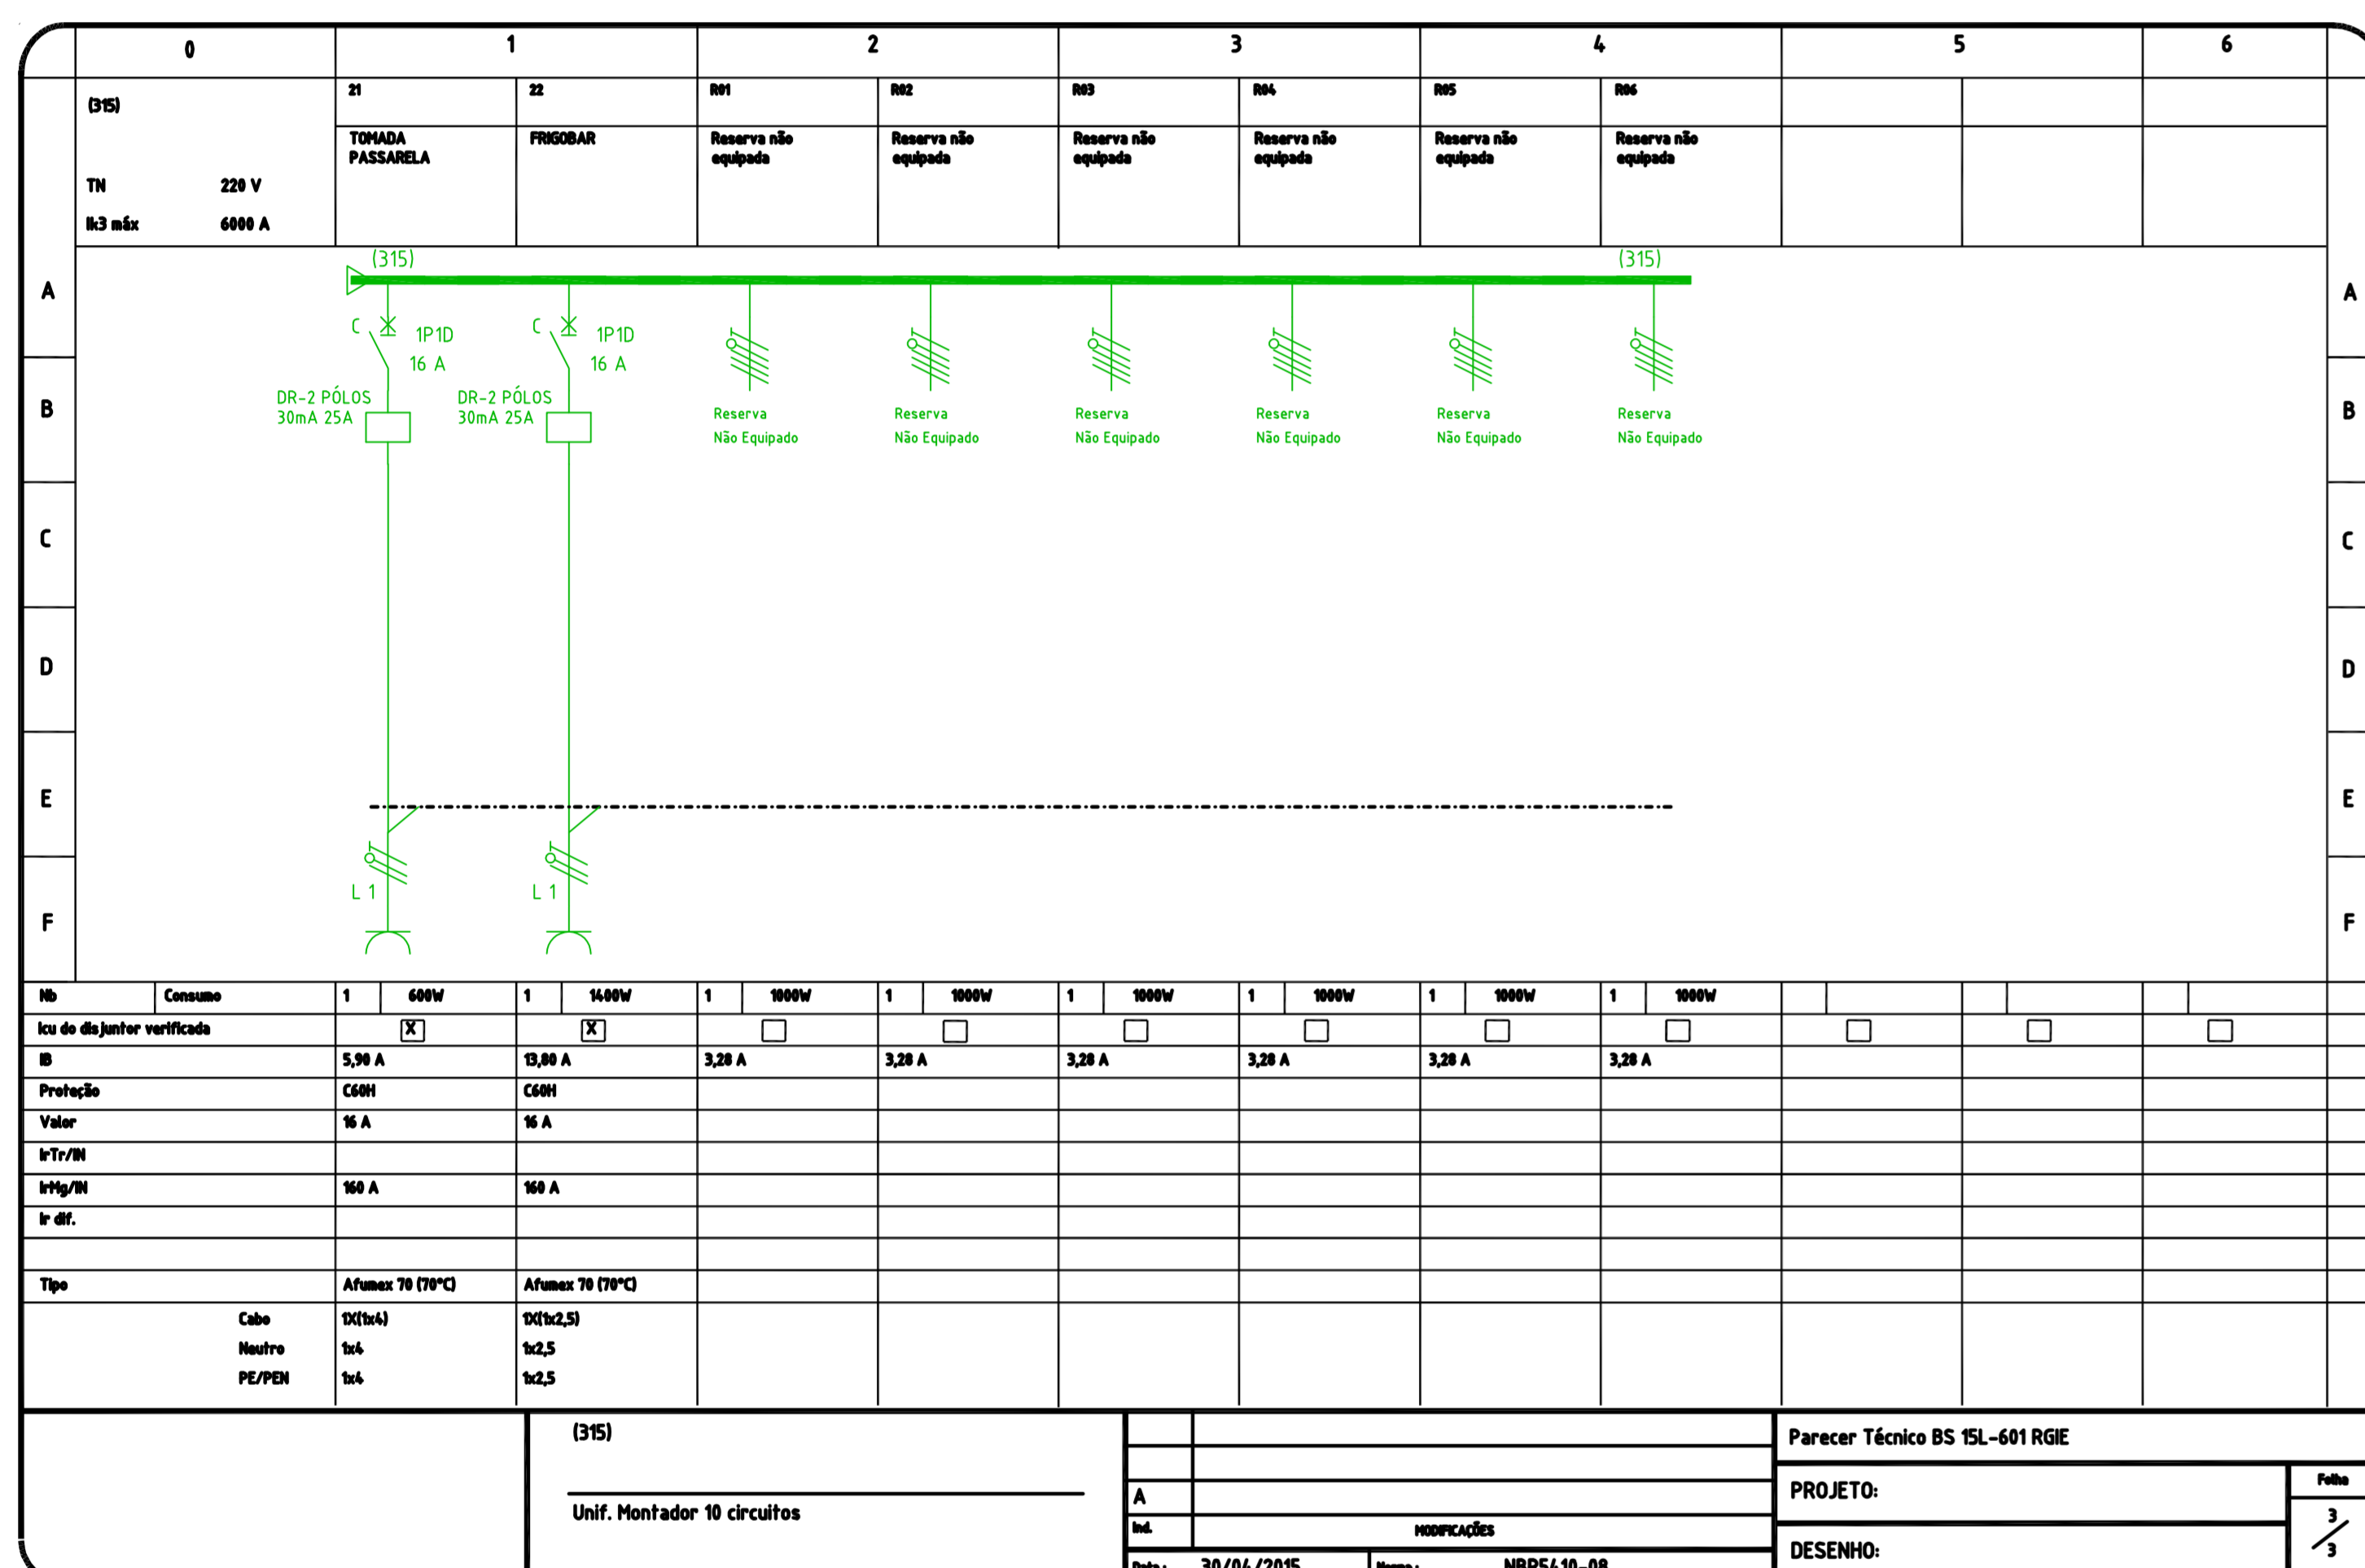 0 1 2 3 4 5 6
21 22 R01 R02 R03 R04 R05 R06
(315)
TOMADA PASSARELA
FRIGOBAR
Reserva não equipada
Reserva não equipada
Reserva não equipada
Reserva não equipada
Reserva não equipada
Reserva não equipada
TN 220 V
Ik3 máx 6000 A
(315) (315)
A A
C 1P1D C 1P1D
16 A 16 A
DR-2 PÓLOS DR-2 PÓLOS
30mA 25A 30mA 25A
B B
Reserva Reserva Reserva Reserva Reserva Reserva
Não Equipado Não Equipado Não Equipado Não Equipado Não Equipado Não Equipado
C C
D D
E E
L 1 L 1
F F
Nb Consumo 1 600W 1 1400W 1 1000W 1 1000W 1 1000W 1 1000W 1 1000W 1 1000W
Icu do disjuntor verificada X X
IB 5,90 A 13,80 A 3,28 A 3,28 A 3,28 A 3,28 A 3,28 A 3,28 A
Proteção C60H C60H
Valor 16 A 16 A
IrTr/IN
IrMg/IN 160 A 160 A
Ir dif.
Tipo Afumex 70 (70°C) Afumex 70 (70°C)
Cabo 1X(1x4) 1X(1x2,5)
Neutro 1x4 1x2,5
PE/PEN 1x4 1x2,5
(315)
Unif. Montador 10 circuitos
A
Ind. MODIFICAÇÕES
Data : 30/04/2015 Norma : NBR5410-08
Parecer Técnico BS 15L-601 RGIE
PROJETO:
DESENHO:
Folha
3
3